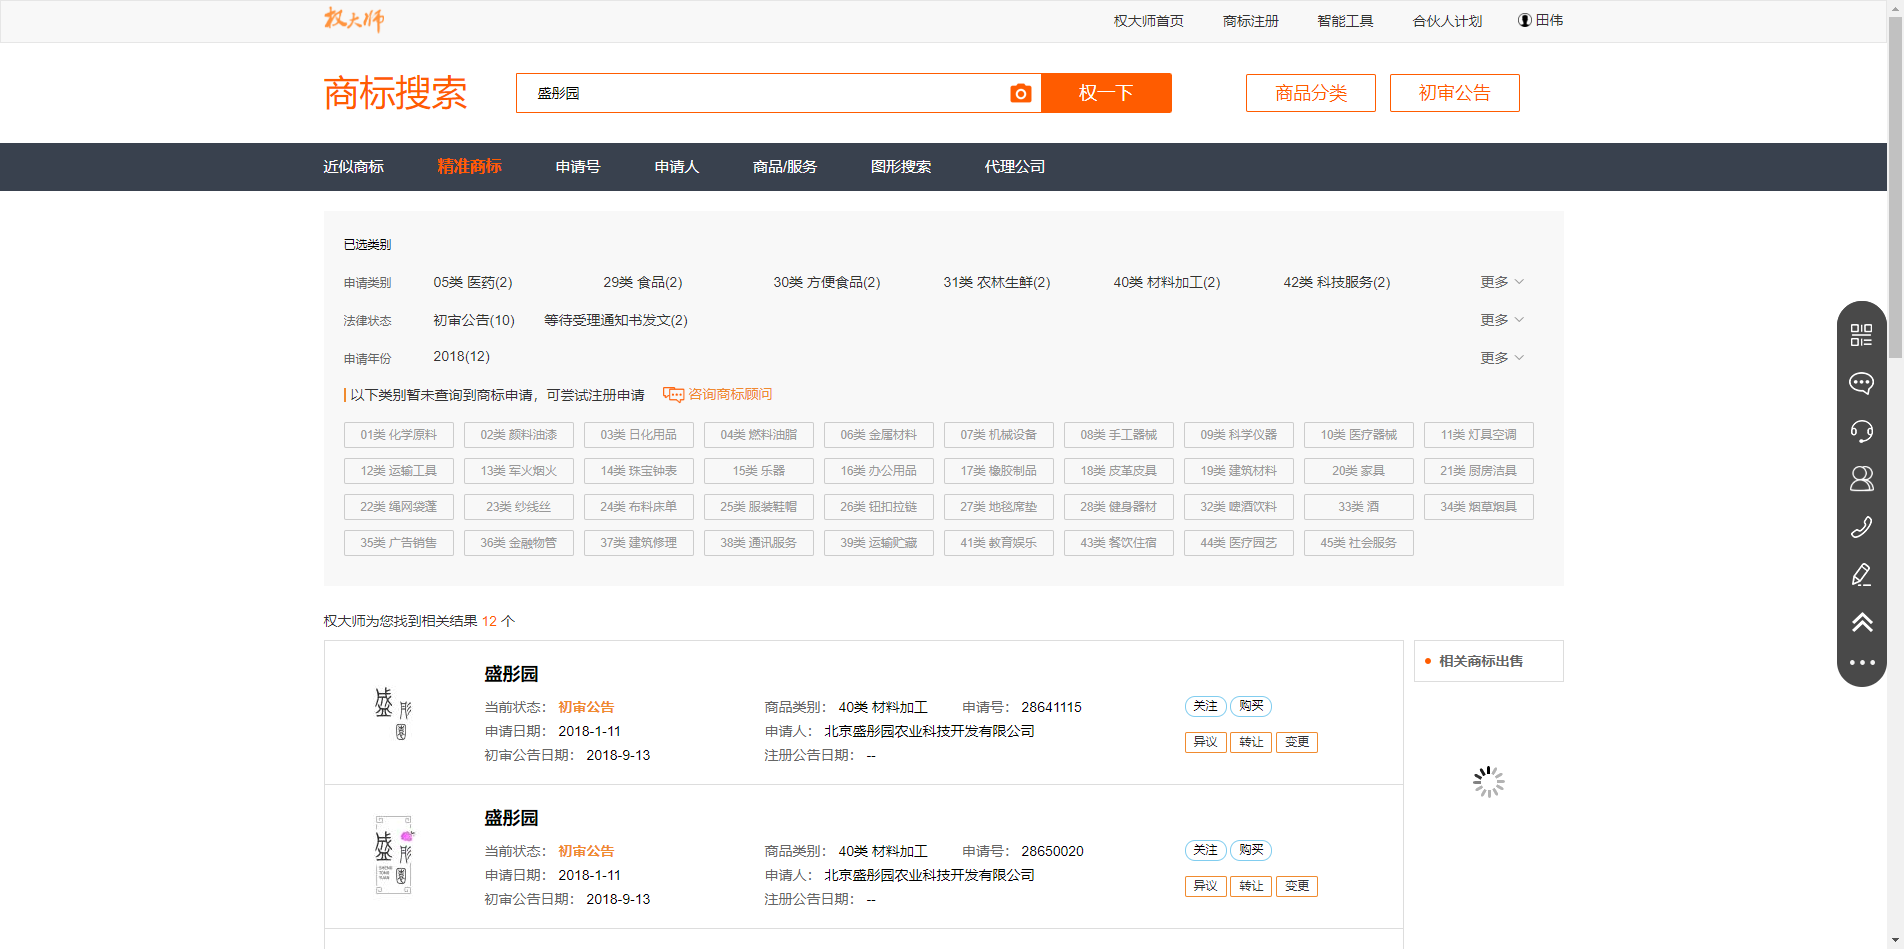 权大师
权大师首页 商标注册 智能工具 合伙人计划 田伟
商标搜索 盛彤园 权一下 商品分类 初审公告
近似商标 精准商标 申请号 申请人 商品/服务 图形搜索 代理公司
已选类别
申请类别 05类 医药(2) 29类 食品(2) 30类 方便食品(2) 31类 农林生鲜(2) 40类 材料加工(2) 42类 科技服务(2) 更多
法律状态 初审公告(10) 等待受理通知书发文(2) 更多
申请年份 2018(12) 更多
以下类别暂未查询到商标申请，可尝试注册申请 咨询商标顾问
01类 化学原料 02类 颜料油漆 03类 日化用品 04类 燃料油脂 06类 金属材料 07类 机械设备 08类 手工器械 09类 科学仪器 10类 医疗器械 11类 灯具空调
12类 运输工具 13类 军火烟火 14类 珠宝钟表 15类 乐器 16类 办公用品 17类 橡胶制品 18类 皮革皮具 19类 建筑材料 20类 家具 21类 厨房洁具
22类 绳网袋篷 23类 纱线丝 24类 布料床单 25类 服装鞋帽 26类 钮扣拉链 27类 地毯席垫 28类 健身器材 32类 啤酒饮料 33类 酒 34类 烟草烟具
35类 广告销售 36类 金融物管 37类 建筑修理 38类 通讯服务 39类 运输贮藏 41类 教育娱乐 43类 餐饮住宿 44类 医疗园艺 45类 社会服务
权大师为您找到相关结果 12 个
相关商标出售
盛彤园
盛彤园
当前状态： 初审公告 商品类别： 40类 材料加工 申请号： 28641115 关注 购买
申请日期： 2018-1-11 申请人： 北京盛彤园农业科技开发有限公司 异议 转让 变更
初审公告日期： 2018-9-13 注册公告日期： --
盛彤园
盛彤园
SHENG
TONG
YUAN
当前状态： 初审公告 商品类别： 40类 材料加工 申请号： 28650020 关注 购买
申请日期： 2018-1-11 申请人： 北京盛彤园农业科技开发有限公司 异议 转让 变更
初审公告日期： 2018-9-13 注册公告日期： --